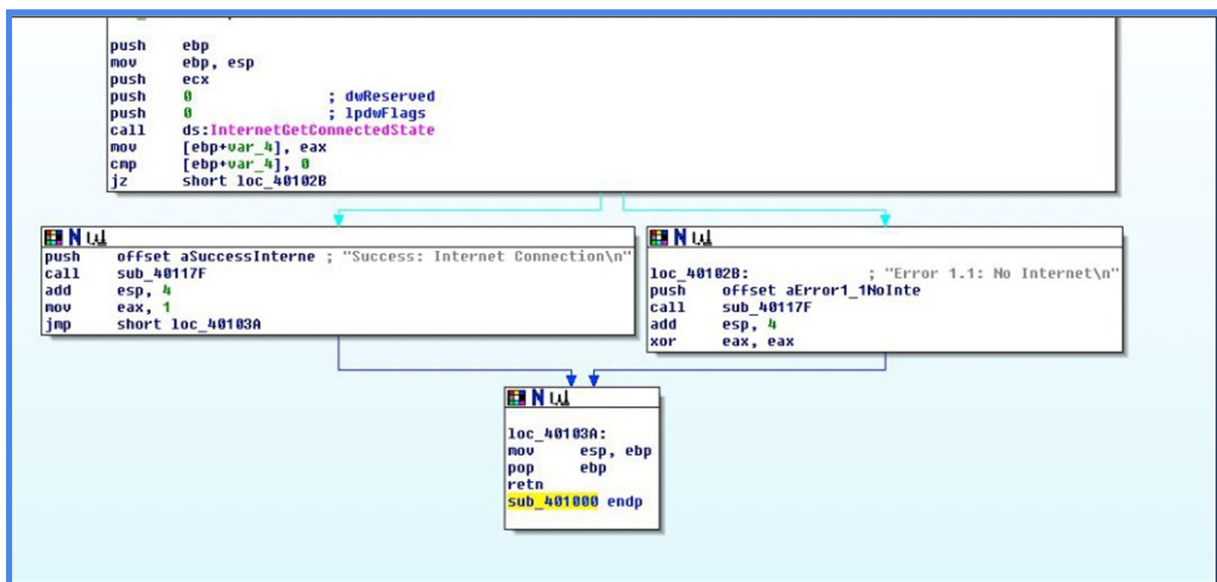 push ebp
mov ebp, esp
push ecx
push 0 ; dwReserved
push 0 ; lpdwFlags
call ds:InternetGetConnectedState
mov [ebp+var_4], eax
cmp [ebp+var_4], 0
jz short loc_40102B
push offset aSuccessInterne ; "Success: Internet Connection\n"
call sub_40117F
add esp, 4
mov eax, 1
jmp short loc_40103A
loc_40102B: ; "Error 1.1: No Internet\n"
push offset aError1_1NoInte
call sub_40117F
add esp, 4
xor eax, eax
loc_40103A:
mov esp, ebp
pop ebp
retn
sub_401000 endp